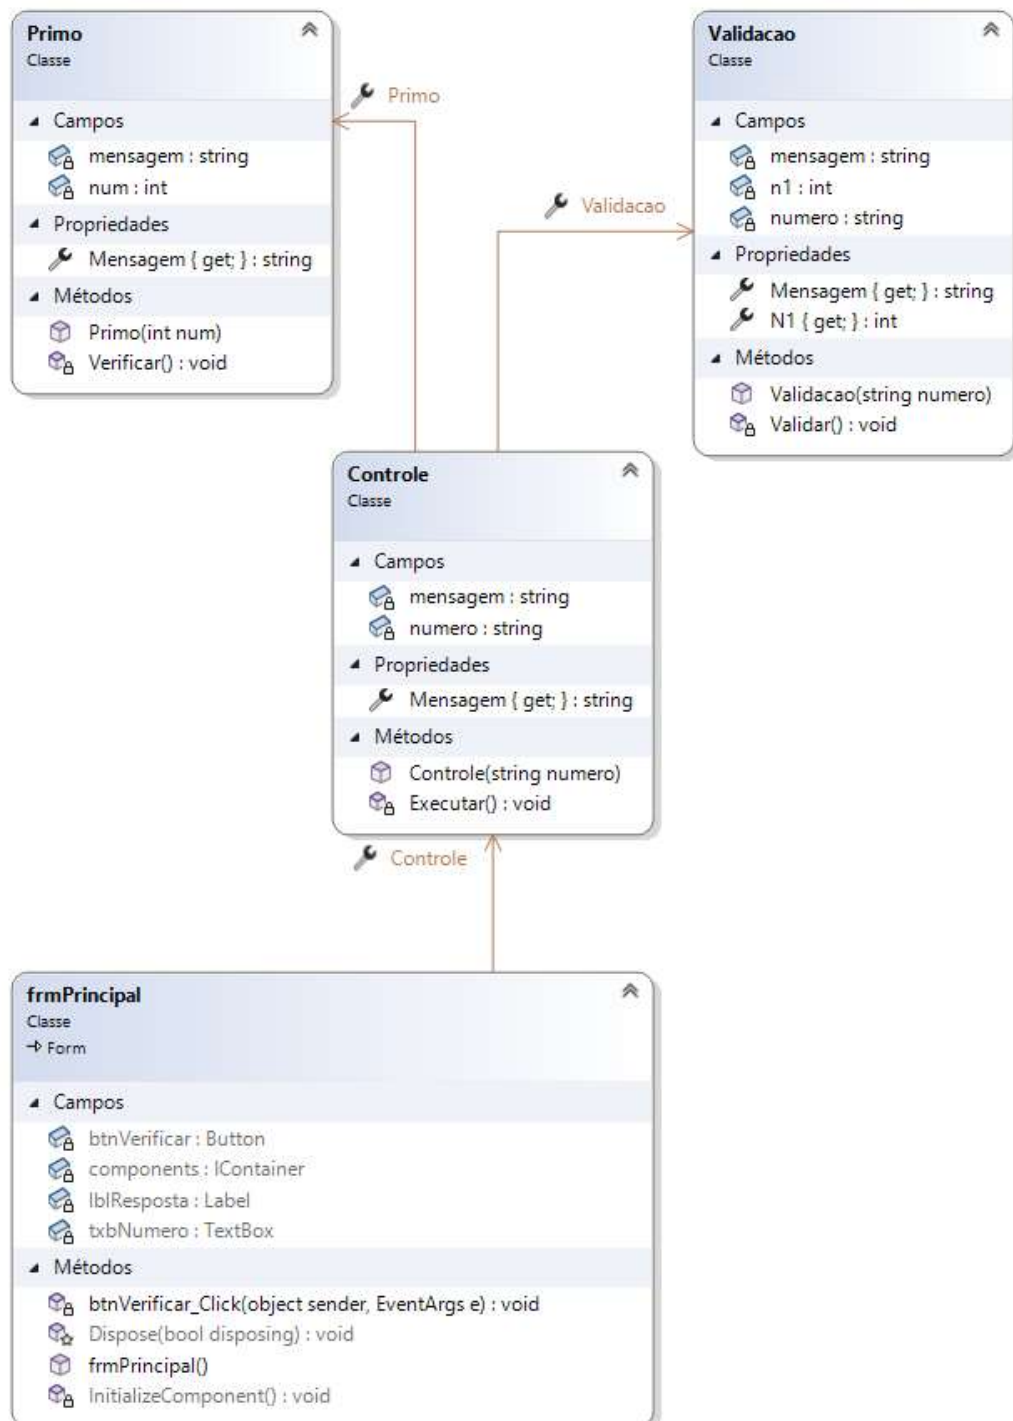 Primo
Classe
Campos
mensagem : string
num : int
Propriedades
Mensagem { get; } : string
Métodos
Primo(int num)
Verificar() : void
Primo
Validacao
Validacao
Classe
Campos
mensagem : string
n1 : int
numero : string
Propriedades
Mensagem { get; } : string
N1 { get; } : int
Métodos
Validacao(string numero)
Validar() : void
Controle
Classe
Campos
mensagem : string
numero : string
Propriedades
Mensagem { get; } : string
Métodos
Controle(string numero)
Executar() : void
Controle
frmPrincipal
Classe
Form
Campos
btnVerificar : Button
components : IContainer
lblResposta : Label
txbNumero : TextBox
Métodos
btnVerificar_Click(object sender, EventArgs e) : void
Dispose(bool disposing) : void
frmPrincipal()
InitializeComponent() : void